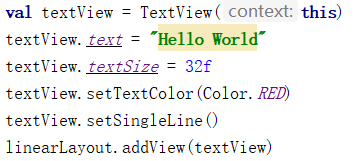 val textView = TextView( context: this)
textView.text = "Hello World"
textView.textSize = 32f
textView.setTextColor(Color.RED)
textView.setSingleLine()
linearLayout.addView(textView)